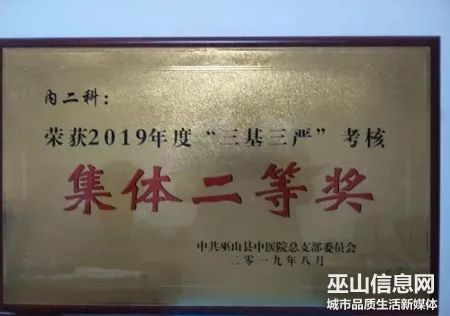 内二科：
荣获2019年度“三基三严”考核
集体二等奖
中共巫山县中医院总支部委员会
二零一九年八月
巫山信息网
城市品质生活新媒体